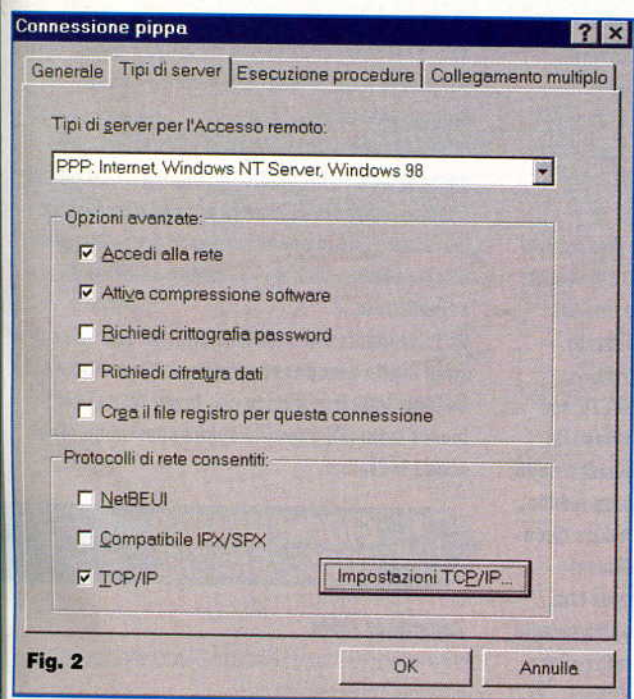 Connessione pippa
Generale Tipi di server Esecuzione procedure Collegamento multiplo
Tipi di server per l'Accesso remoto:
PPP: Internet, Windows NT Server, Windows 98
Opzioni avanzate:
Accedi alla rete
Attiva compressione software
Richiedi crittografia password
Richiedi cifratura dati
Crea il file registro per questa connessione
Protocolli di rete consentiti:
NetBEUI
Compatibile IPX/SPX
TCP/IP
Impostazioni TCP/IP...
Fig. 2
OK
Annulla